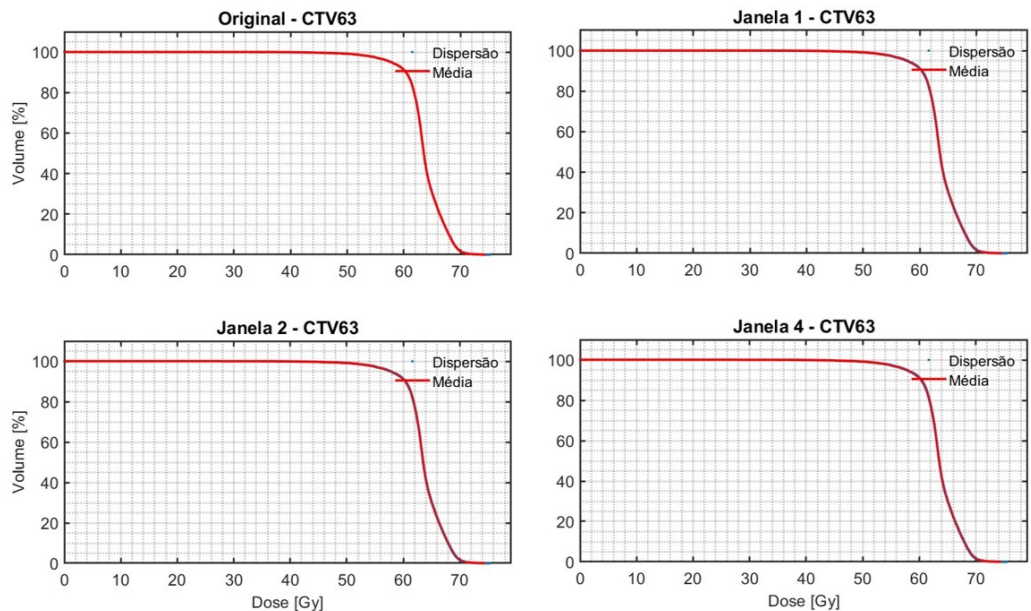 Original - CTV63
Volume [%]
100
80
60
40
20
0
0 10 20 30 40 50 60 70
Dispersão
Média
Janela 1 - CTV63
100
80
60
40
20
0
0 10 20 30 40 50 60 70
Dispersão
Média
Janela 2 - CTV63
Volume [%]
100
80
60
40
20
0
0 10 20 30 40 50 60 70
Dose [Gy]
Dispersão
Média
Janela 4 - CTV63
100
80
60
40
20
0
0 10 20 30 40 50 60 70
Dose [Gy]
Dispersão
Média